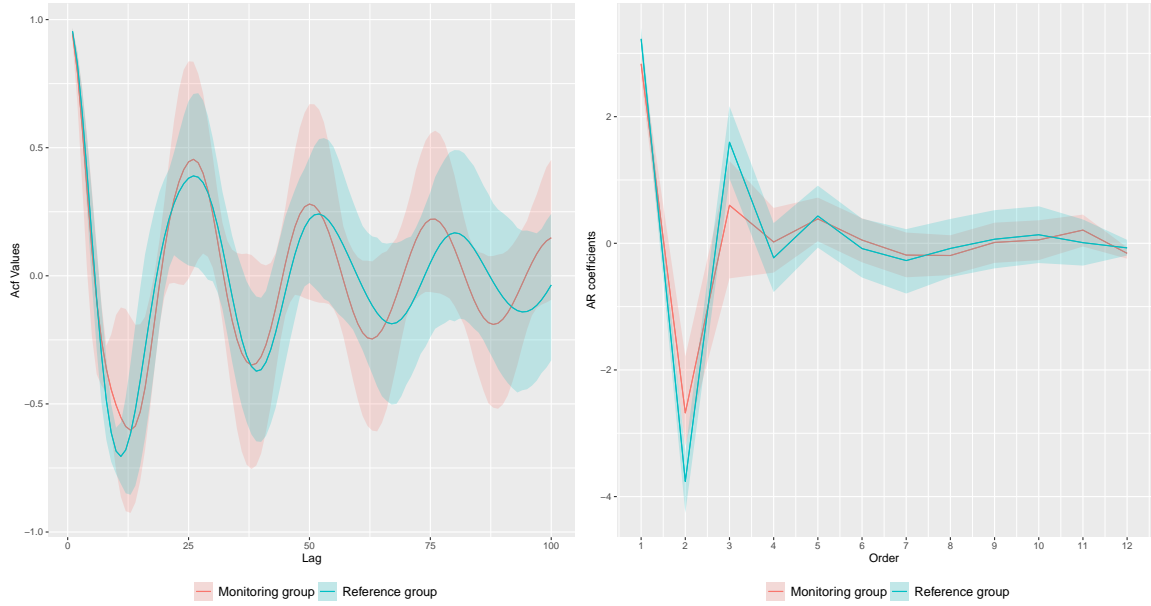 1.0
0.5
0.0
−0.5
−1.0
Acf Values
0 25 50 75 100
Lag
Monitoring group Reference group
2
0
−2
−4
AR coefficients
1 2 3 4 5 6 7 8 9 10 11 12
Order
Monitoring group Reference group